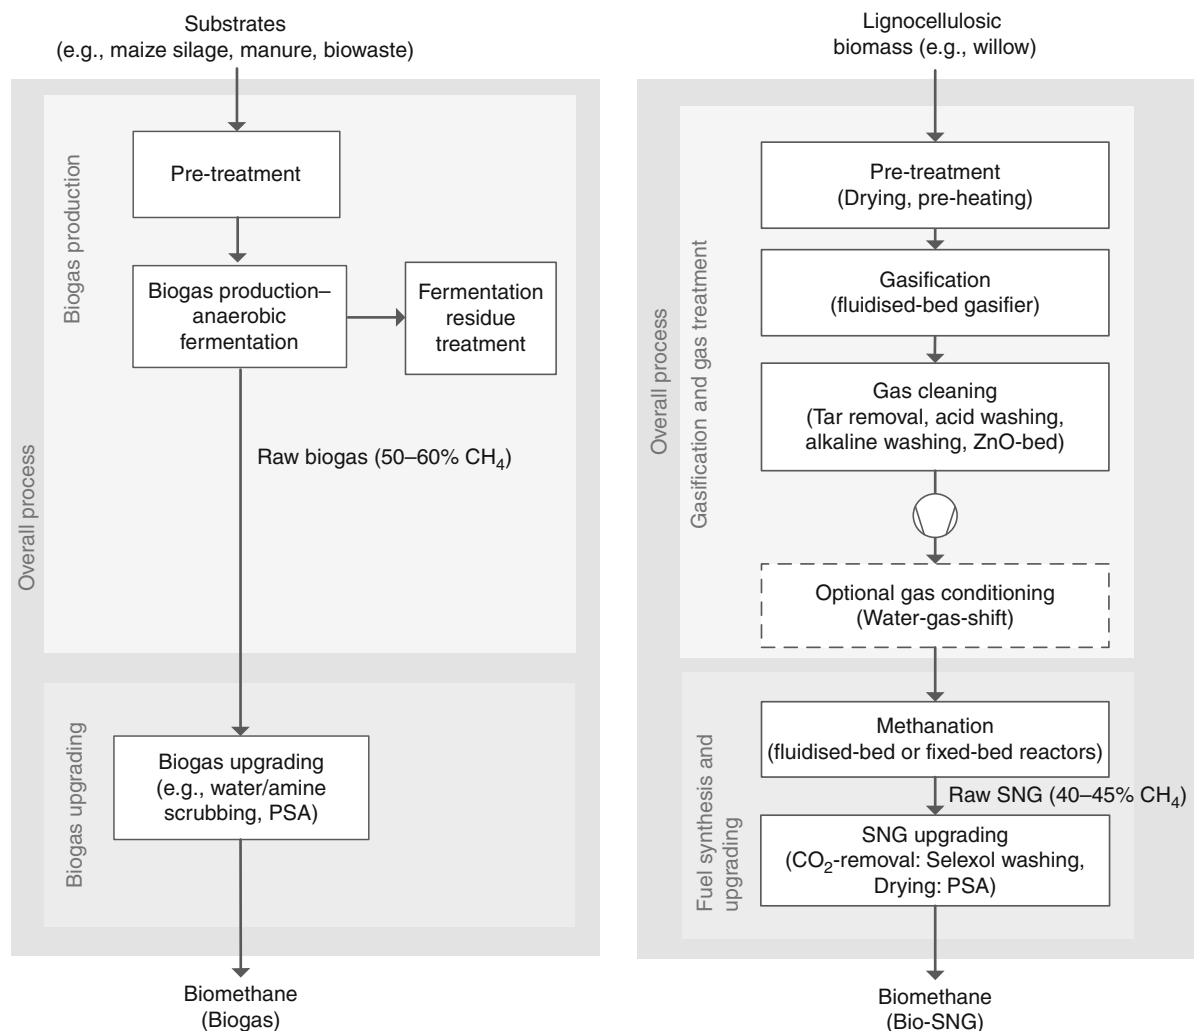 Substrates
(e.g., maize silage, manure, biowaste)
Overall process
Biogas production
Pre-treatment
Biogas production–
anaerobic
fermentation
Fermentation
residue
treatment
Raw biogas (50–60% CH₄)
Biogas upgrading
Biogas upgrading
(e.g., water/amine
scrubbing, PSA)
Biomethane
(Biogas)
Lignocellulosic
biomass (e.g., willow)
Overall process
Gasification and gas treatment
Pre-treatment
(Drying, pre-heating)
Gasification
(fluidised-bed gasifier)
Gas cleaning
(Tar removal, acid washing,
alkaline washing, ZnO-bed)
Optional gas conditioning
(Water-gas-shift)
Fuel synthesis and
upgrading
Methanation
(fluidised-bed or fixed-bed reactors)
Raw SNG (40–45% CH₄)
SNG upgrading
(CO₂-removal: Selexol washing,
Drying: PSA)
Biomethane
(Bio-SNG)